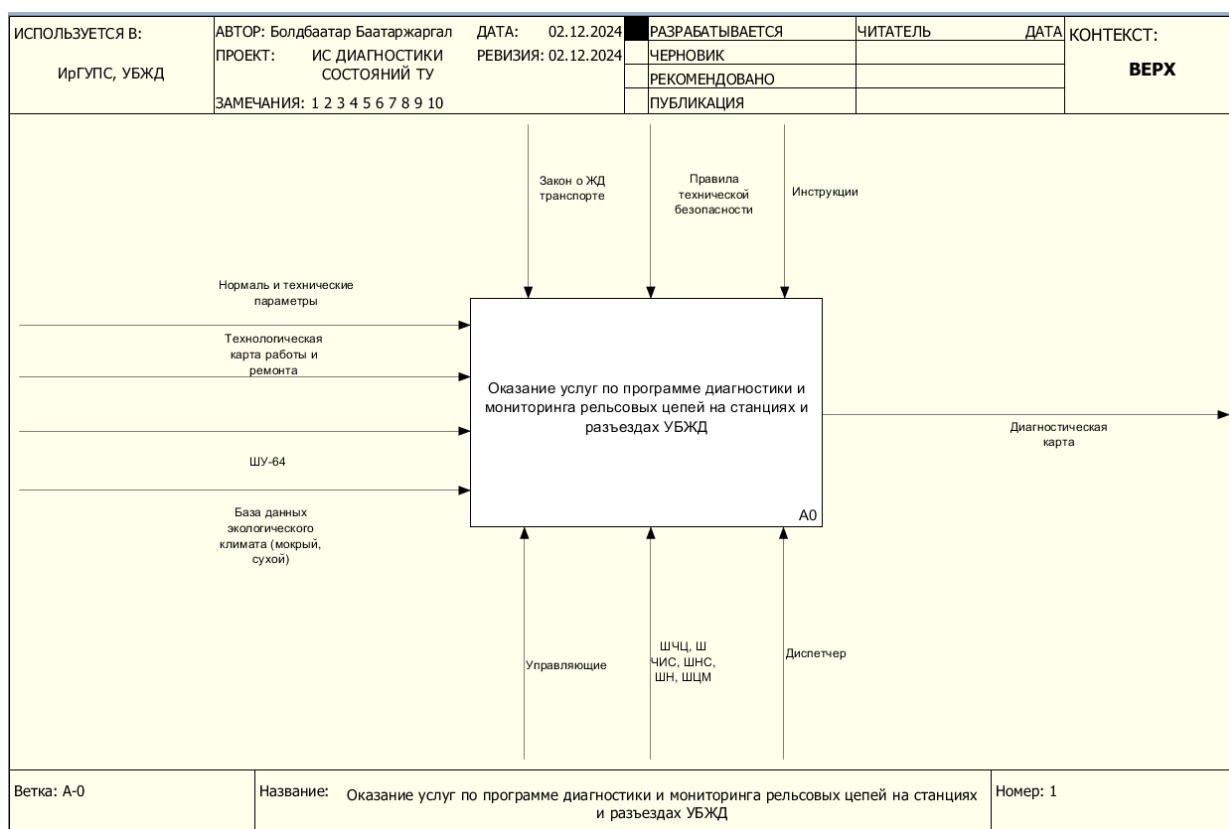 ИСПОЛЬЗУЕТСЯ В:
ИрГУПС, УБЖД
АВТОР: Болдбаатар Баатаржаргал
ДАТА: 02.12.2024
ПРОЕКТ: ИС ДИАГНОСТИКИ
СОСТОЯНИЙ ТУ
РЕВИЗИЯ: 02.12.2024
ЗАМЕЧАНИЯ: 1 2 3 4 5 6 7 8 9 10
РАЗРАБАТЫВАЕТСЯ
ЧЕРНОВИК
РЕКОМЕНДОВАНО
ПУБЛИКАЦИЯ
ЧИТАТЕЛЬ
ДАТА
КОНТЕКСТ:
ВЕРХ
Закон о ЖД
транспорте
Правила
технической
безопасности
Инструкции
Нормаль и технические
параметры
Технологическая
карта работы и
ремонта
ШУ-64
База данных
экологического
климата (мокрый,
сухой)
Оказание услуг по программе диагностики и
мониторинга рельсовых цепей на станциях и
разъездах УБЖД
A0
Диагностическая
карта
Управляющие
ШЧЦ, Ш
ЧИС, ШНС,
ШН, ШЦМ
Диспетчер
Ветка: A-0
Название: Оказание услуг по программе диагностики и мониторинга рельсовых цепей на станциях
и разъездах УБЖД
Номер: 1